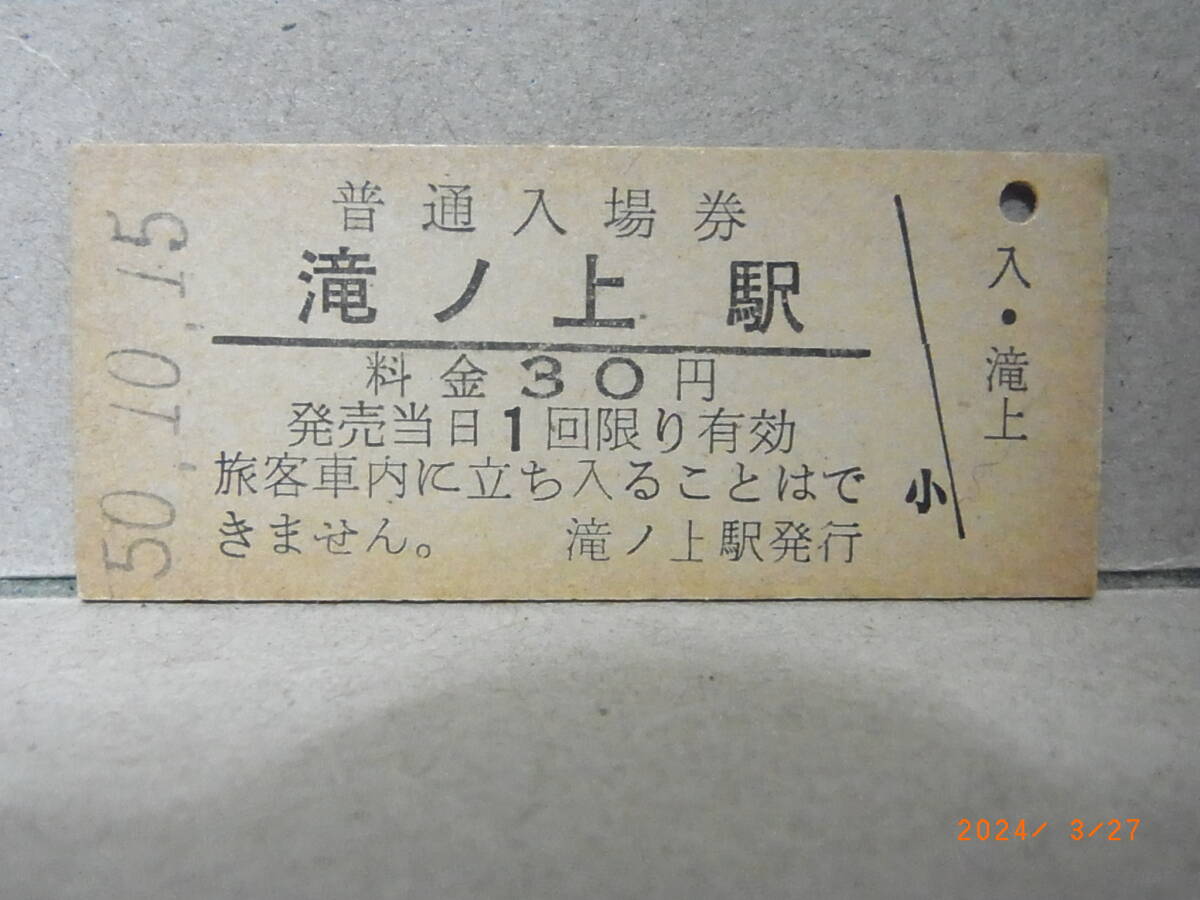 50.10.15
普通入場券
滝ノ上駅
料金30円
発売当日1回限り有効
旅客車内に立ち入ることはで
きません。 滝ノ上駅発行
小
入・滝上
2024/ 3/27